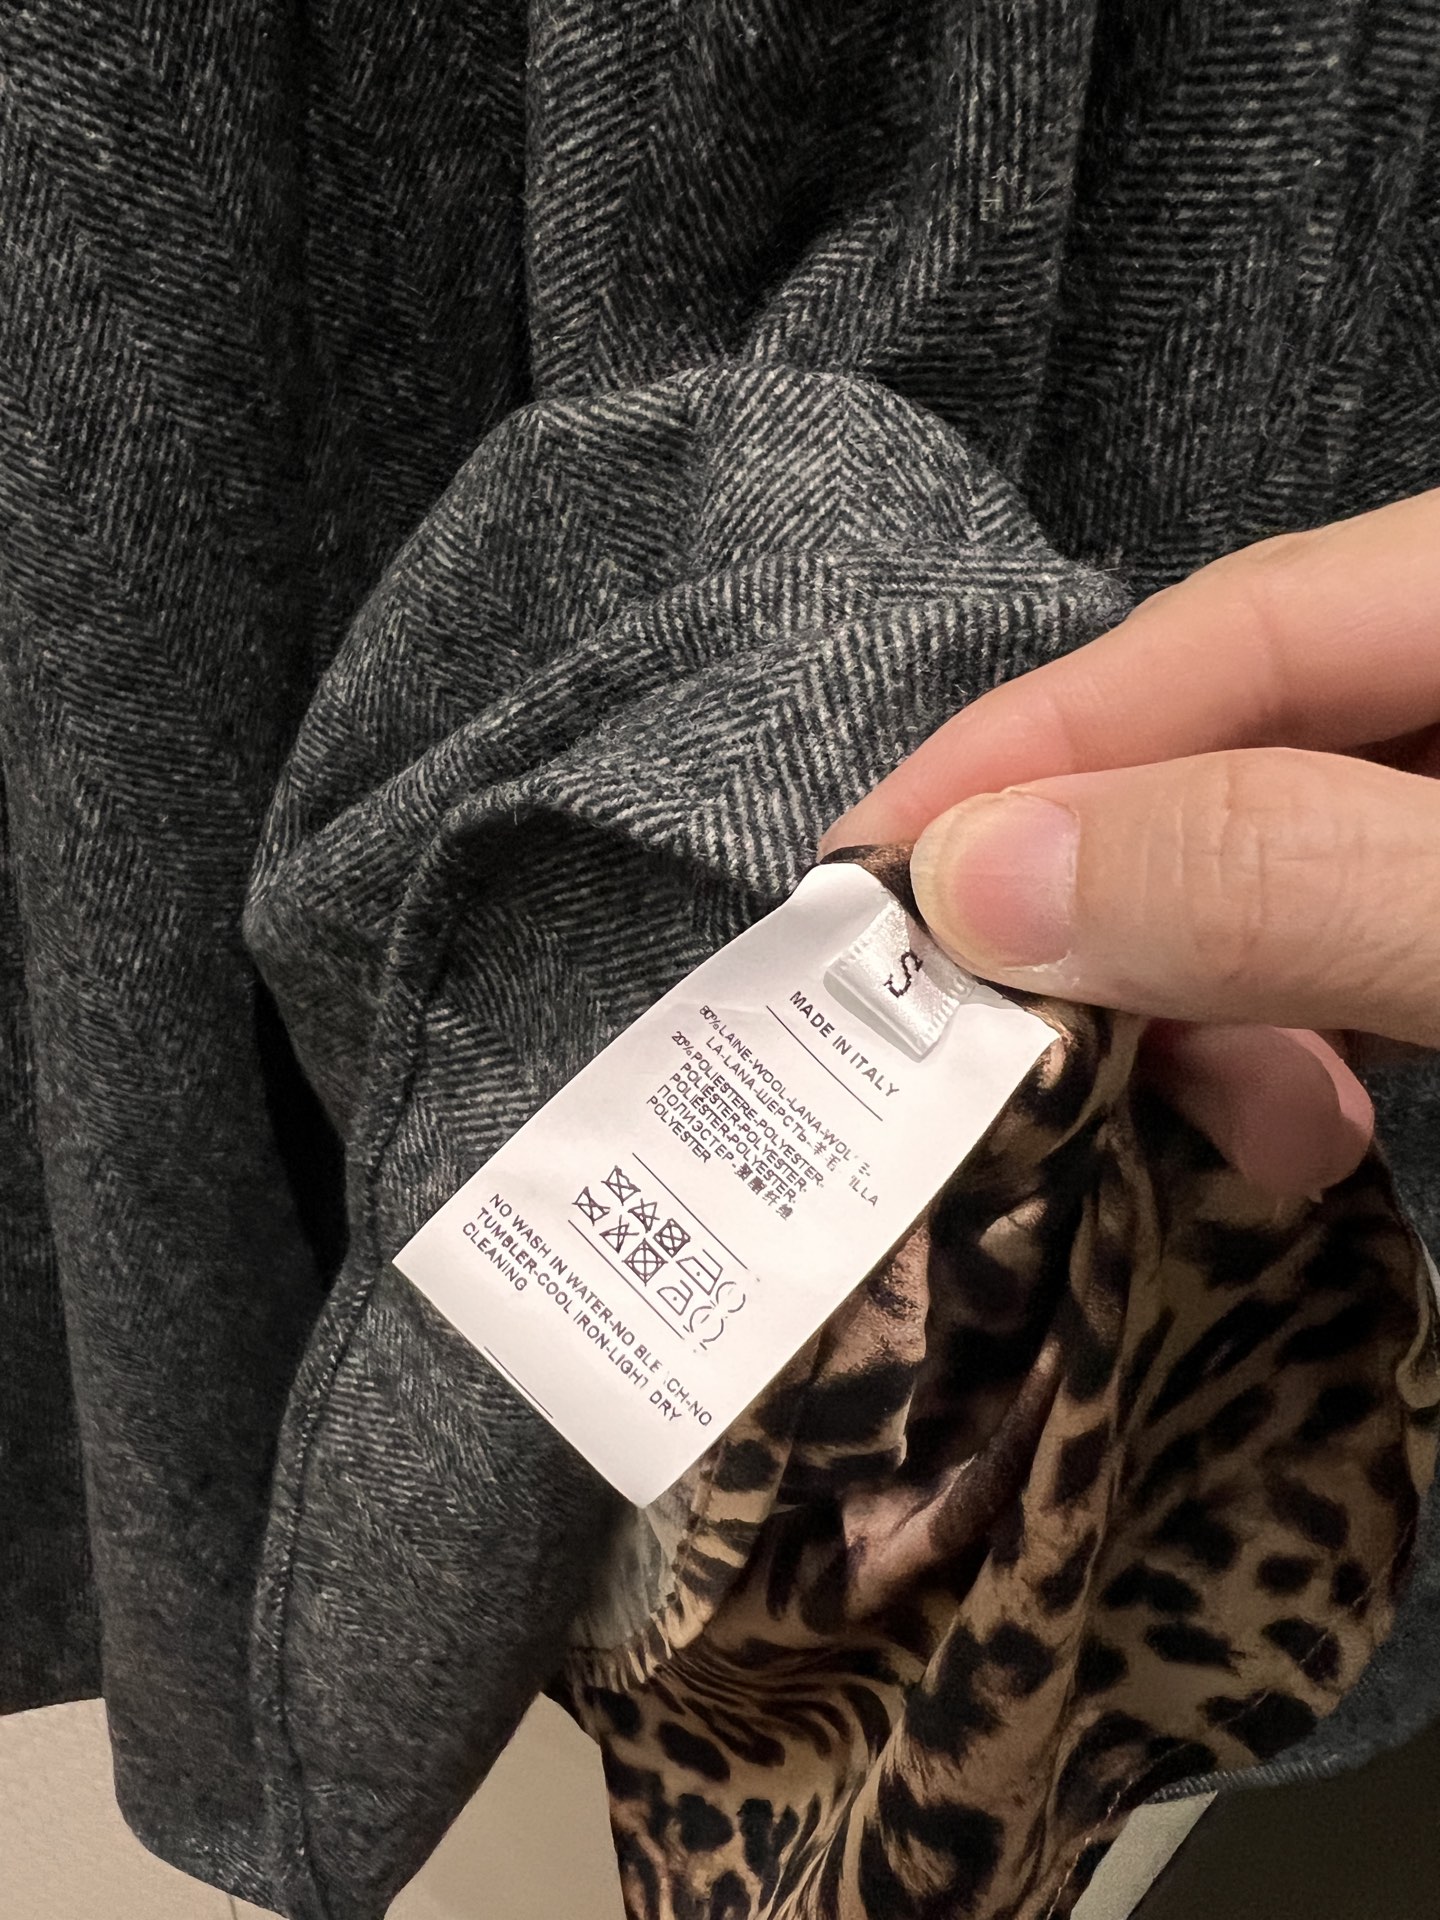 S
MADE IN ITALY
80% LAINE-WOOL-LANA-WOLLE-
LA-LANA-ШЕРСТЬ-羊毛
20% POLIESTERE-POLYESTER-
POLIÉSTER-POLYESTER-
POLIÉSTER-POLYESTER-
ПОЛИЭСТЕР-聚酯纤维
POLYESTER
NO WASH IN WATER-NO BLEACH-NO
TUMBLER-COOL IRON-LIGHT DRY
CLEANING